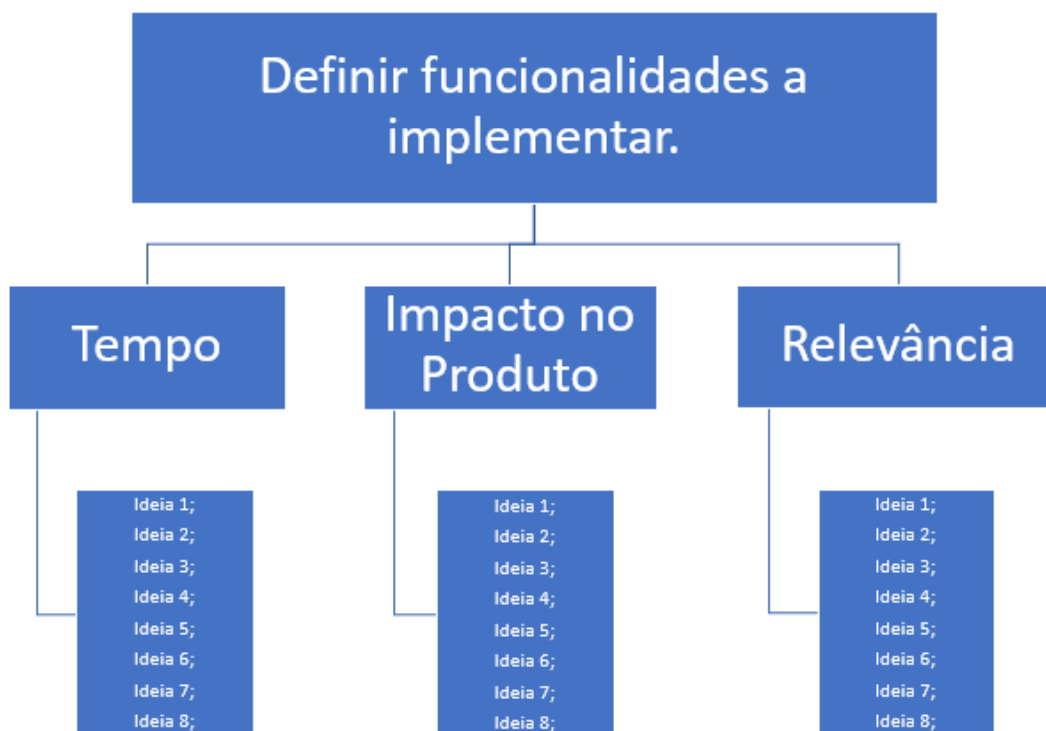 Definir funcionalidades a
implementar.
Tempo
Impacto no
Produto
Relevância
Ideia 1;
Ideia 2;
Ideia 3;
Ideia 4;
Ideia 5;
Ideia 6;
Ideia 7;
Ideia 8;
Ideia 1;
Ideia 2;
Ideia 3;
Ideia 4;
Ideia 5;
Ideia 6;
Ideia 7;
Ideia 8;
Ideia 1;
Ideia 2;
Ideia 3;
Ideia 4;
Ideia 5;
Ideia 6;
Ideia 7;
Ideia 8;